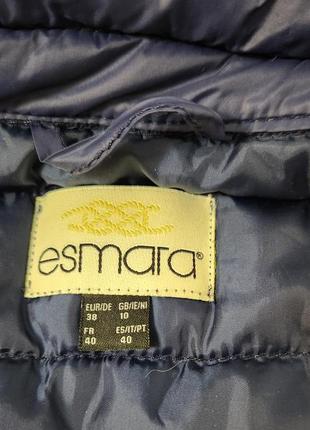 esmara®
EUR/DE GB/IE/NI
38 10
FR ES/IT/PT
40 40